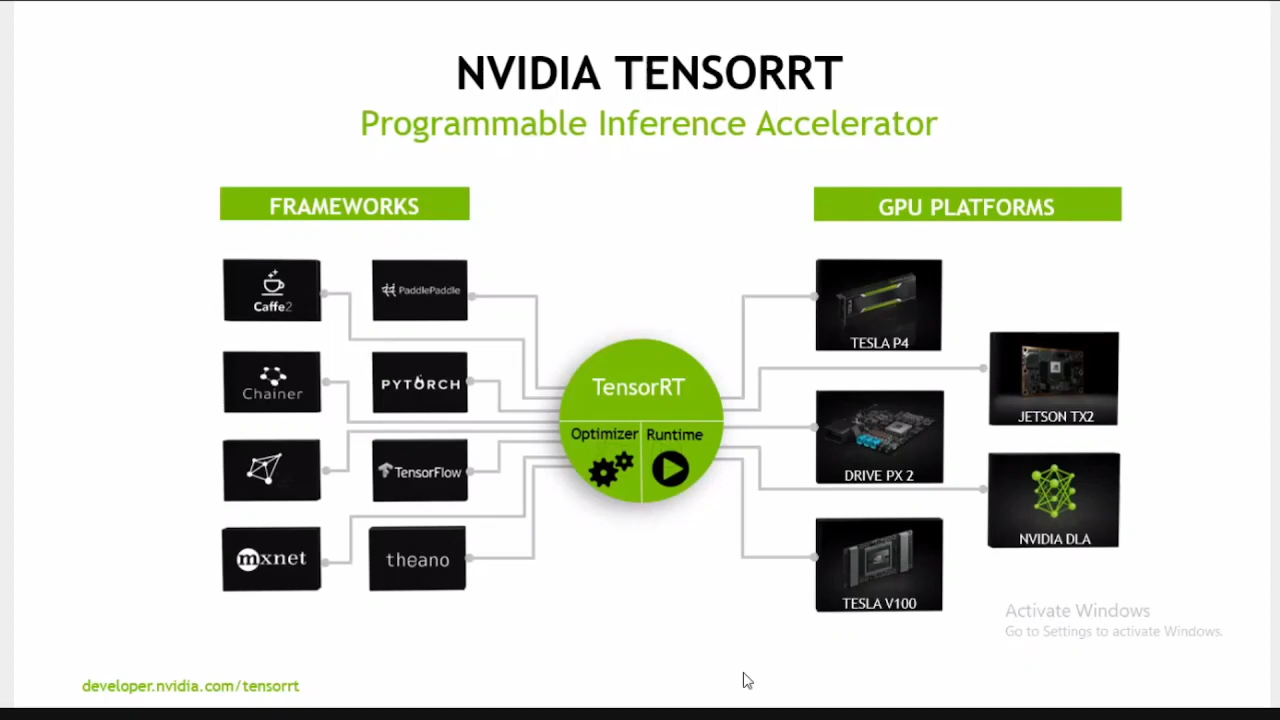 NVIDIA TENSORRT
Programmable Inference Accelerator
FRAMEWORKS
GPU PLATFORMS
Caffe2
PaddlePaddle
Chainer
PYTORCH
TensorFlow
mxnet
theano
TensorRT
Optimizer
Runtime
TESLA P4
JETSON TX2
DRIVE PX 2
NVIDIA DLA
TESLA V100
Activate Windows
Go to Settings to activate Windows.
developer.nvidia.com/tensorrt